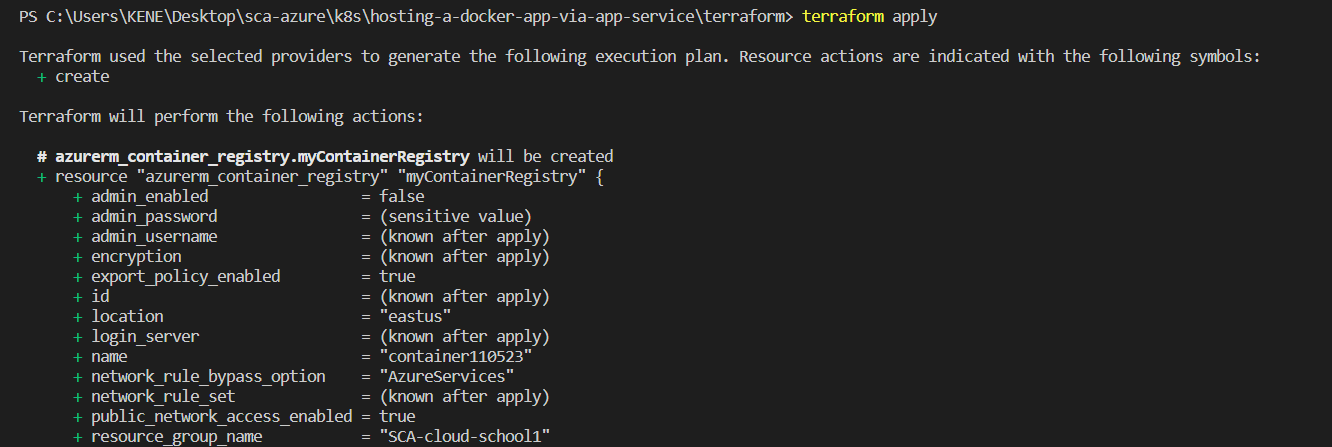 PS C:\Users\KENE\Desktop\sca-azure\k8s\hosting-a-docker-app-via-app-service\terraform> terraform apply
Terraform used the selected providers to generate the following execution plan. Resource actions are indicated with the following symbols:
+ create
Terraform will perform the following actions:
# azurerm_container_registry.myContainerRegistry will be created
+ resource "azurerm_container_registry" "myContainerRegistry" {
+ admin_enabled = false
+ admin_password = (sensitive value)
+ admin_username = (known after apply)
+ encryption = (known after apply)
+ export_policy_enabled = true
+ id = (known after apply)
+ location = "eastus"
+ login_server = (known after apply)
+ name = "container110523"
+ network_rule_bypass_option = "AzureServices"
+ network_rule_set = (known after apply)
+ public_network_access_enabled = true
+ resource_group_name = "SCA-cloud-school1"